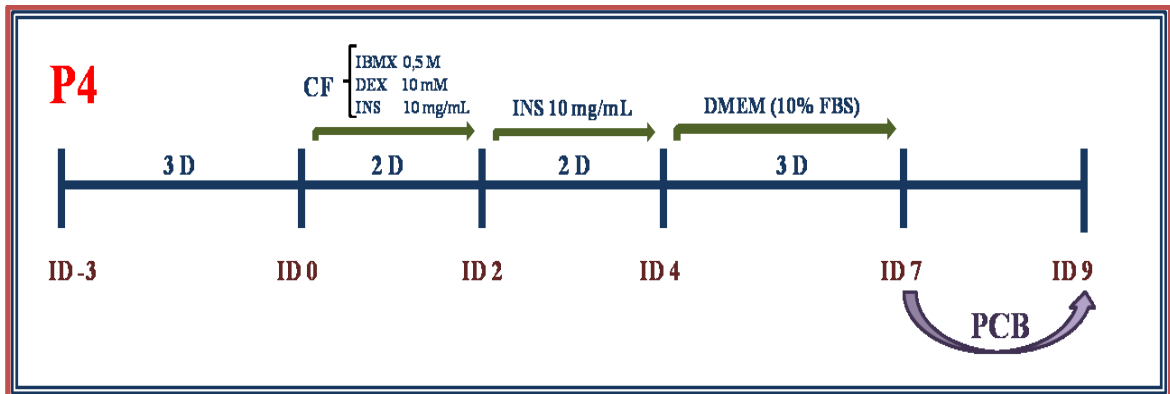 P4
CF
IBMX 0,5 M
DEX 10 mM
INS 10 mg/mL
INS 10 mg/mL
DMEM (10% FBS)
3 D
2 D
2 D
3 D
ID -3
ID 0
ID 2
ID 4
ID 7
ID 9
PCB